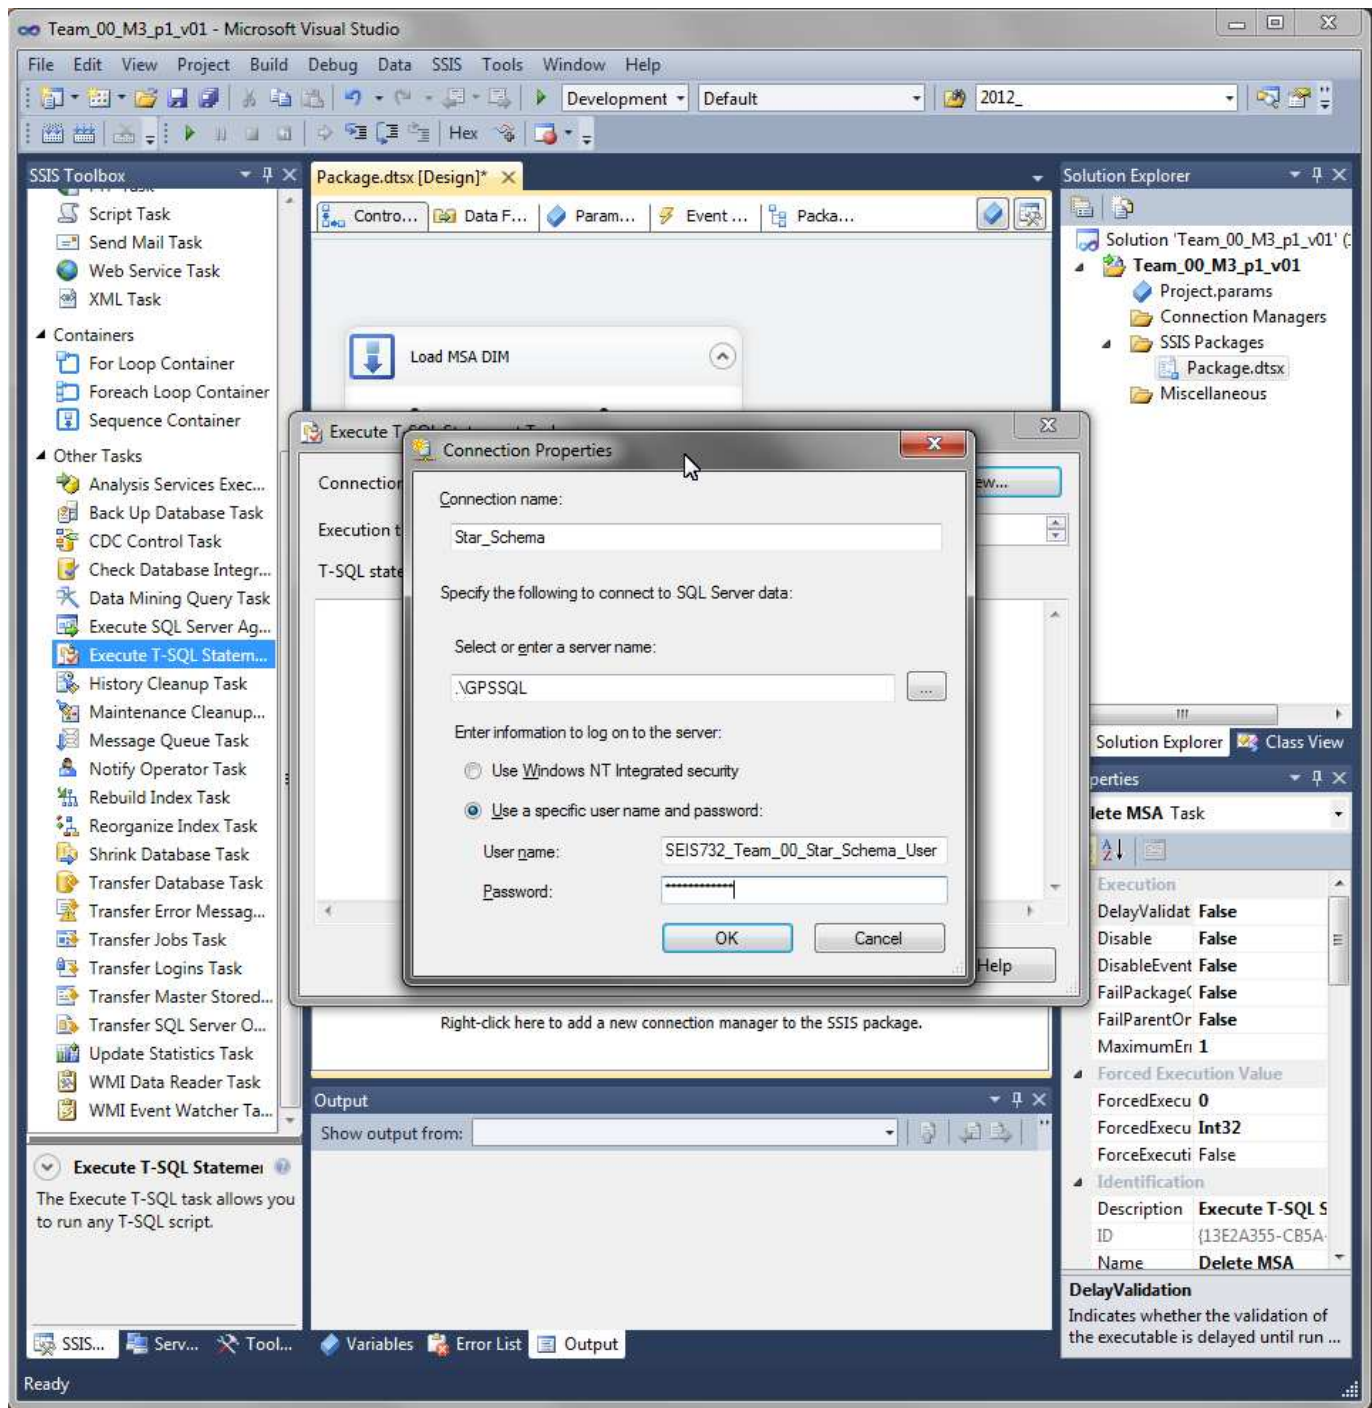 Team_00_M3_p1_v01 - Microsoft Visual Studio
File Edit View Project Build Debug Data SSIS Tools Window Help
Development Default 2012_
Hex
SSIS Toolbox
Script Task
Send Mail Task
Web Service Task
XML Task
Containers
For Loop Container
Foreach Loop Container
Sequence Container
Other Tasks
Analysis Services Exec...
Back Up Database Task
CDC Control Task
Check Database Integr...
Data Mining Query Task
Execute SQL Server Ag...
Execute T-SQL Statem...
History Cleanup Task
Maintenance Cleanup...
Message Queue Task
Notify Operator Task
Rebuild Index Task
Reorganize Index Task
Shrink Database Task
Transfer Database Task
Transfer Error Messag...
Transfer Jobs Task
Transfer Logins Task
Transfer Master Stored...
Transfer SQL Server O...
Update Statistics Task
WMI Data Reader Task
WMI Event Watcher Ta...
Execute T-SQL Statemer
The Execute T-SQL task allows you
to run any T-SQL script.
SSIS... Serv... Tool...
Package.dtsx [Design]*
Contro... Data F... Param... Event ... Packa...
Load MSA DIM
Execute T-SQL Statement Task
Connection
Execution t
T-SQL state
ew...
Help
Connection Properties
Connection name:
Star_Schema
Specify the following to connect to SQL Server data:
Select or enter a server name:
.\GPSSQL
...
Enter information to log on to the server:
Use Windows NT Integrated security
Use a specific user name and password:
User name: SEIS732_Team_00_Star_Schema_User
Password: ************
OK Cancel
Right-click here to add a new connection manager to the SSIS package.
Output
Show output from:
Variables Error List Output
Solution Explorer
Solution 'Team_00_M3_p1_v01' (
Team_00_M3_p1_v01
Project.params
Connection Managers
SSIS Packages
Package.dtsx
Miscellaneous
Solution Explorer Class View
perties
lete MSA Task
Execution
DelayValidat False
Disable False
DisableEvent False
FailPackage( False
FailParentOr False
MaximumErr 1
Forced Execution Value
ForcedExecu 0
ForcedExecu Int32
ForceExecuti False
Identification
Description Execute T-SQL S
ID {13E2A355-CB5A-
Name Delete MSA
DelayValidation
Indicates whether the validation of
the executable is delayed until run ...
Ready